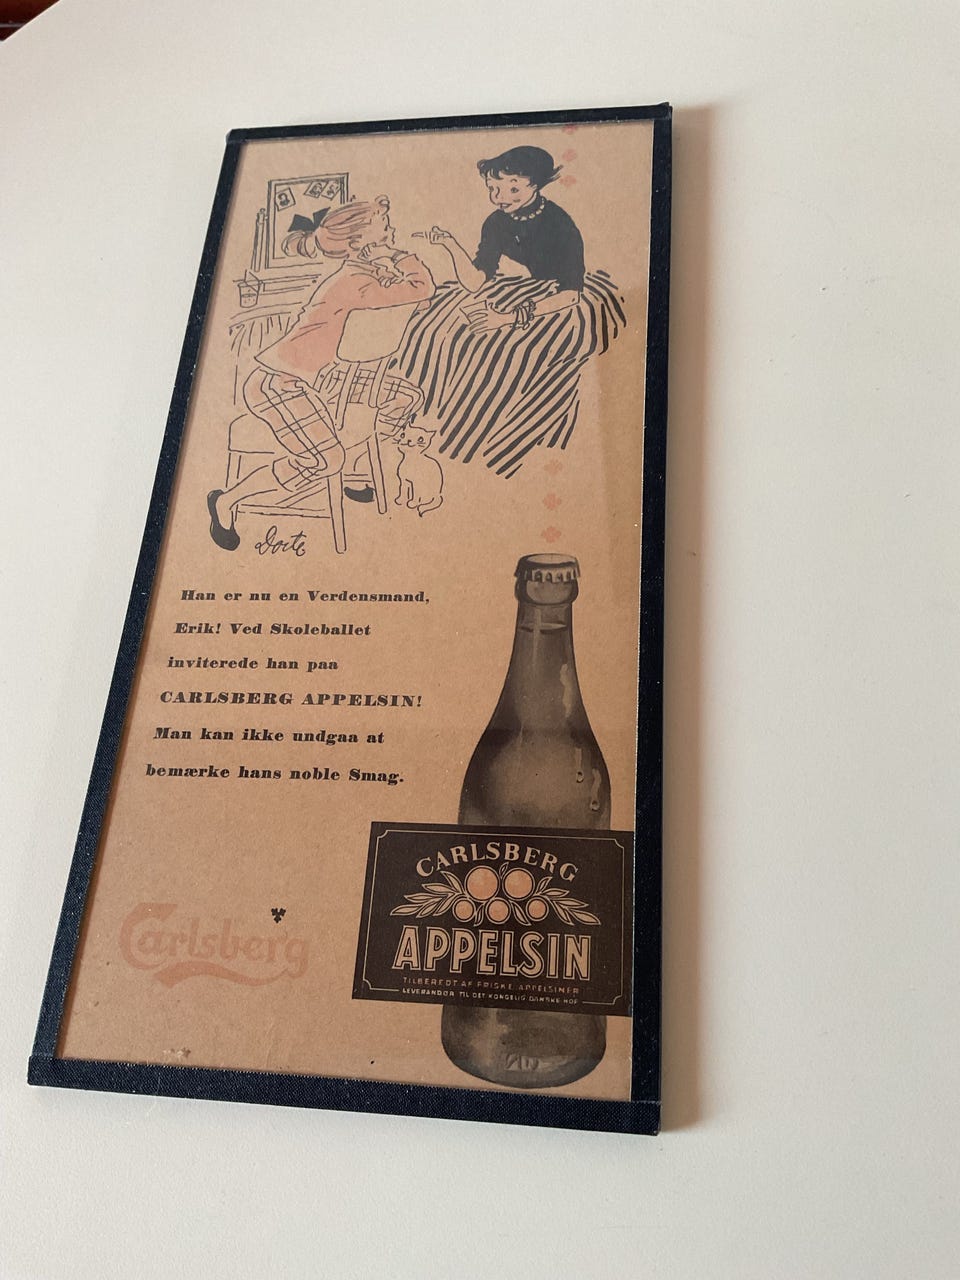 Dorte
Han er nu en Verdensmand,
Erik! Ved Skoleballet
inviterede han paa
CARLSBERG APPELSIN!
Man kan ikke undgaa at
bemærke hans noble Smag.
Carlsberg
CARLSBERG
APPELSIN
TILBEREDT AF FRISKE APPELSINER
LEVERANDØR TIL DET KONGELIG DANSKE HOF